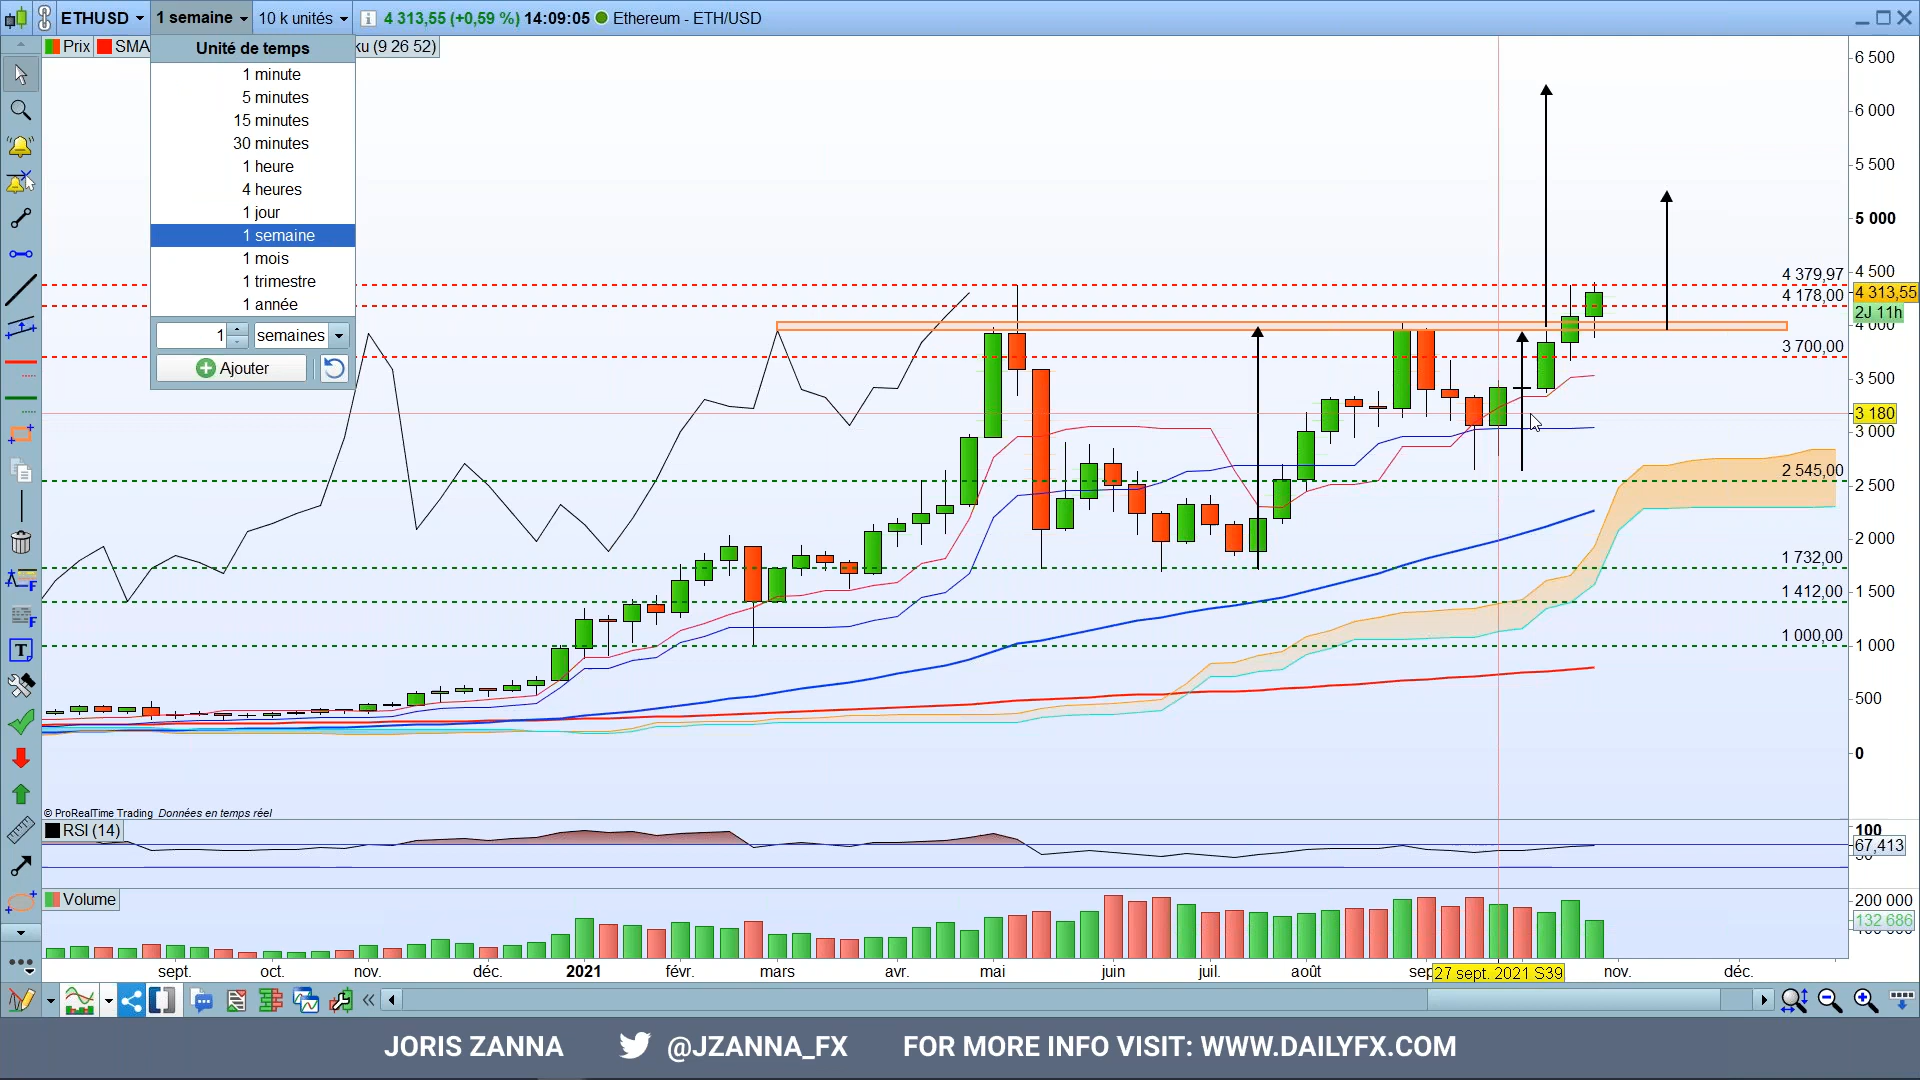 ETHUSD 1 semaine 10 k unités 4 313,55 (+0,59 %) 14:09:05 Ethereum - ETH/USD
Prix SMA ku (9 26 52)
Unité de temps
1 minute
5 minutes
15 minutes
30 minutes
1 heure
4 heures
1 jour
1 semaine
1 mois
1 trimestre
1 année
1 semaines
Ajouter
6 500
6 000
5 500
5 000
4 500
4 379,97
4 313,55
4 178,00
2J 11h
4 000
3 700,00
3 500
3 180
3 000
2 545,00
2 500
2 000
1 732,00
1 500
1 412,00
1 000,00
1 000
500
0
© ProRealTime Trading Données en temps réel
RSI (14)
100
67,413
Volume
200 000
132 686
sept. oct. nov. déc. 2021 févr. mars avr. mai juin juil. août sep 27 sept. 2021 S39 nov. déc.
JORIS ZANNA @JZANNA_FX FOR MORE INFO VISIT: WWW.DAILYFX.COM